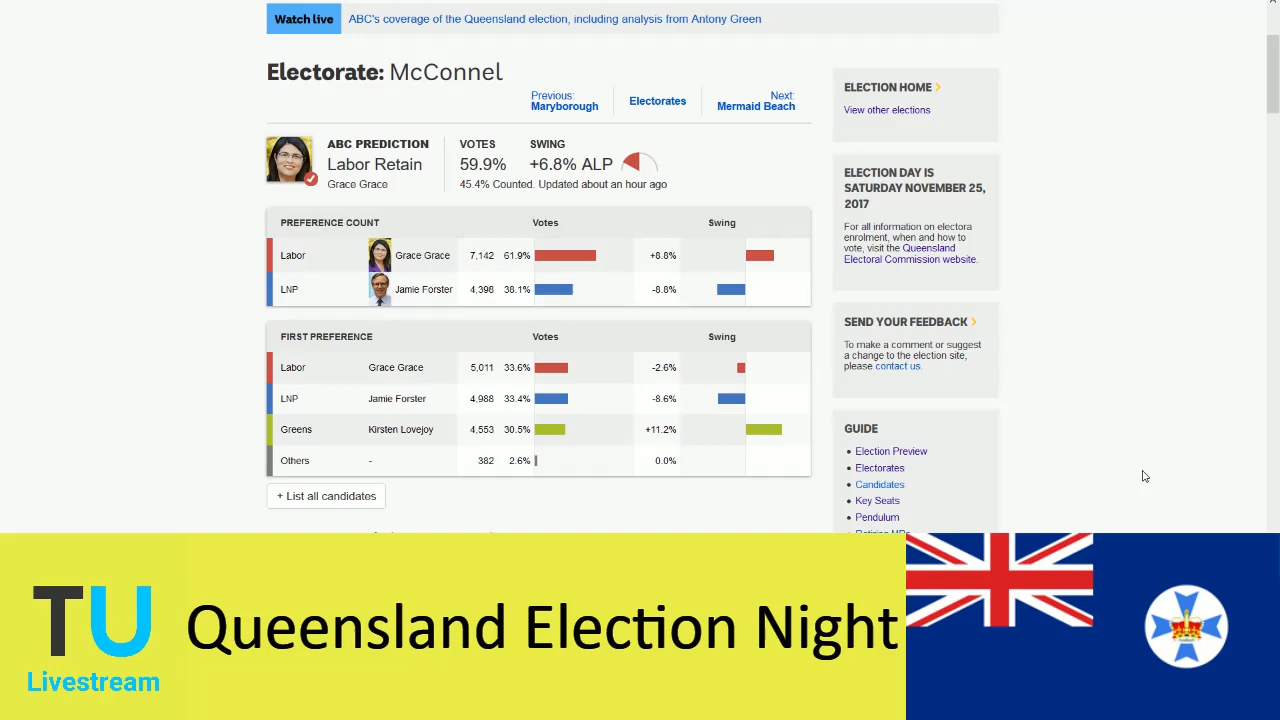 Watch live ABC's coverage of the Queensland election, including analysis from Antony Green
Electorate: McConnel
Previous:
Maryborough
Electorates
Next:
Mermaid Beach
ABC PREDICTION
Labor Retain
Grace Grace
VOTES
59.9%
SWING
+6.8% ALP
45.4% Counted. Updated about an hour ago
PREFERENCE COUNT Votes Swing
Labor Grace Grace 7,142 61.9% +8.8%
LNP Jamie Forster 4,398 38.1% -8.8%
FIRST PREFERENCE Votes Swing
Labor Grace Grace 5,011 33.6% -2.6%
LNP Jamie Forster 4,988 33.4% -8.6%
Greens Kirsten Lovejoy 4,553 30.5% +11.2%
Others - 382 2.6% 0.0%
+ List all candidates
ELECTION HOME
View other elections
ELECTION DAY IS
SATURDAY NOVEMBER 25,
2017
For all information on electora
enrolment, when and how to
vote, visit the Queensland
Electoral Commission website.
SEND YOUR FEEDBACK
To make a comment or suggest
a change to the election site,
please contact us.
GUIDE
Election Preview
Electorates
Candidates
Key Seats
Pendulum
TU
Livestream
Queensland Election Night